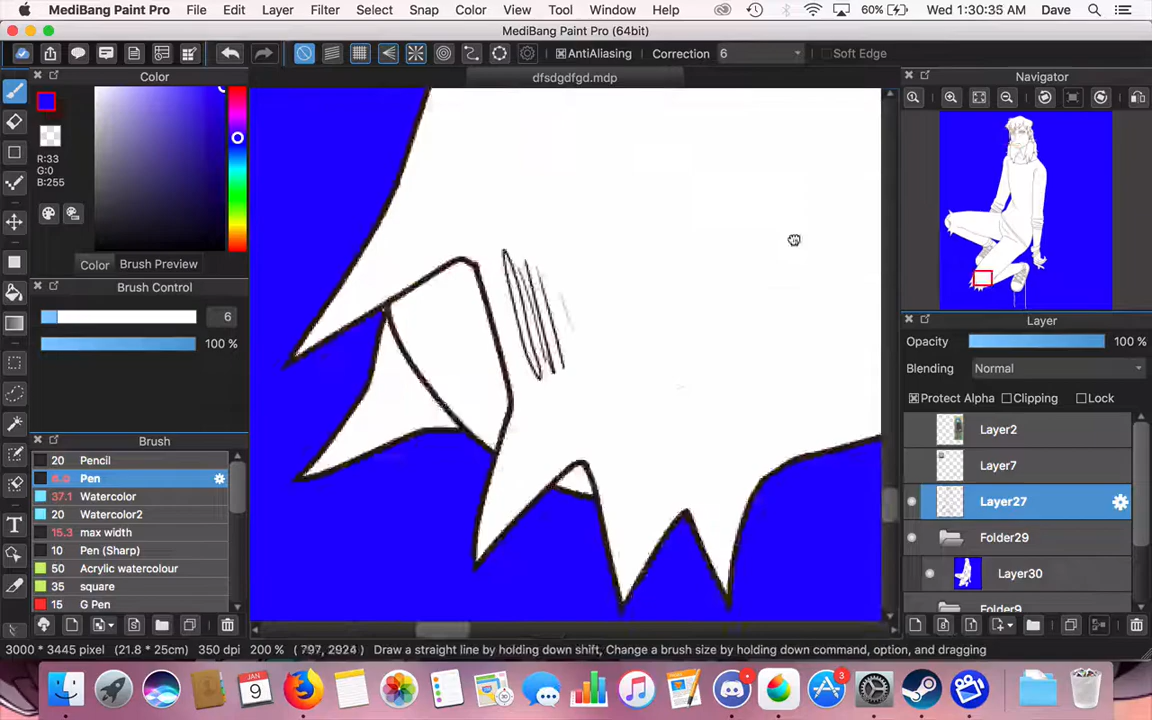 MediBang Paint Pro File Edit Layer Filter Select Snap Color View Tool Window Help 60% Wed 1:30:35 AM Dave
MediBang Paint Pro (64bit)
AntiAliasing Correction 6 Soft Edge
dfsdgdfgd.mdp
Color
R:33
G:0
B:255
Color Brush Preview
Brush Control
6
100 %
Brush
20 Pencil
6.0 Pen
37.1 Watercolor
20 Watercolor2
15.3 max width
10 Pen (Sharp)
50 Acrylic watercolour
35 square
15 G Pen
Navigator
Layer
Opacity 100 %
Blending Normal
Protect Alpha Clipping Lock
Layer2
Layer7
Layer27
Folder29
Layer30
Folder9
3000 * 3445 pixel (21.8 * 25cm) 350 dpi 200 % (797, 2924) Draw a straight line by holding down shift, Change a brush size by holding down command, option, and dragging
JAN
9
3